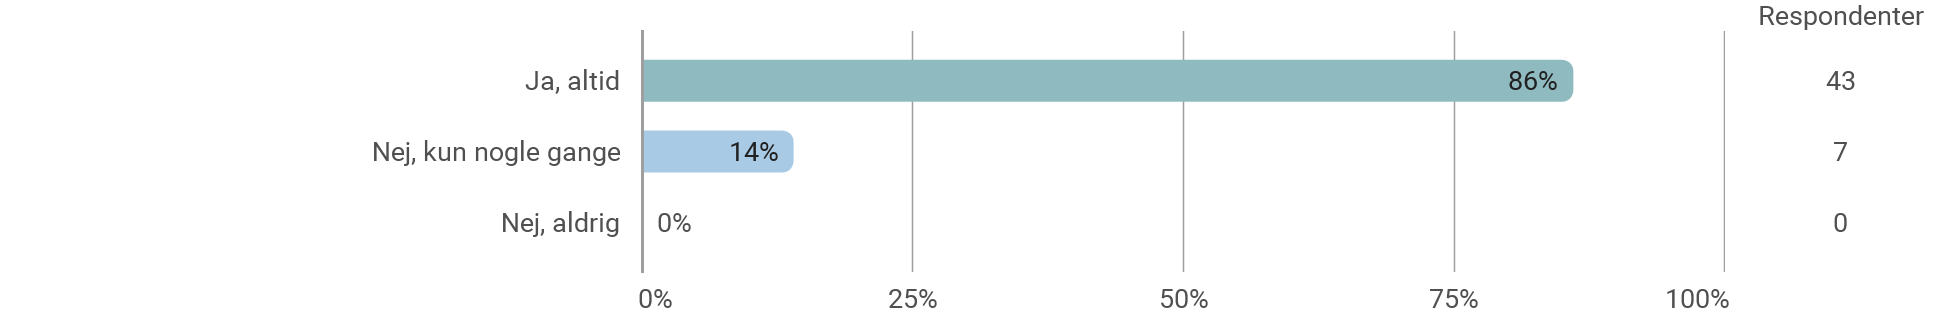 Respondenter
Ja, altid 86% 43
Nej, kun nogle gange 14% 7
Nej, aldrig 0% 0
0% 25% 50% 75% 100%